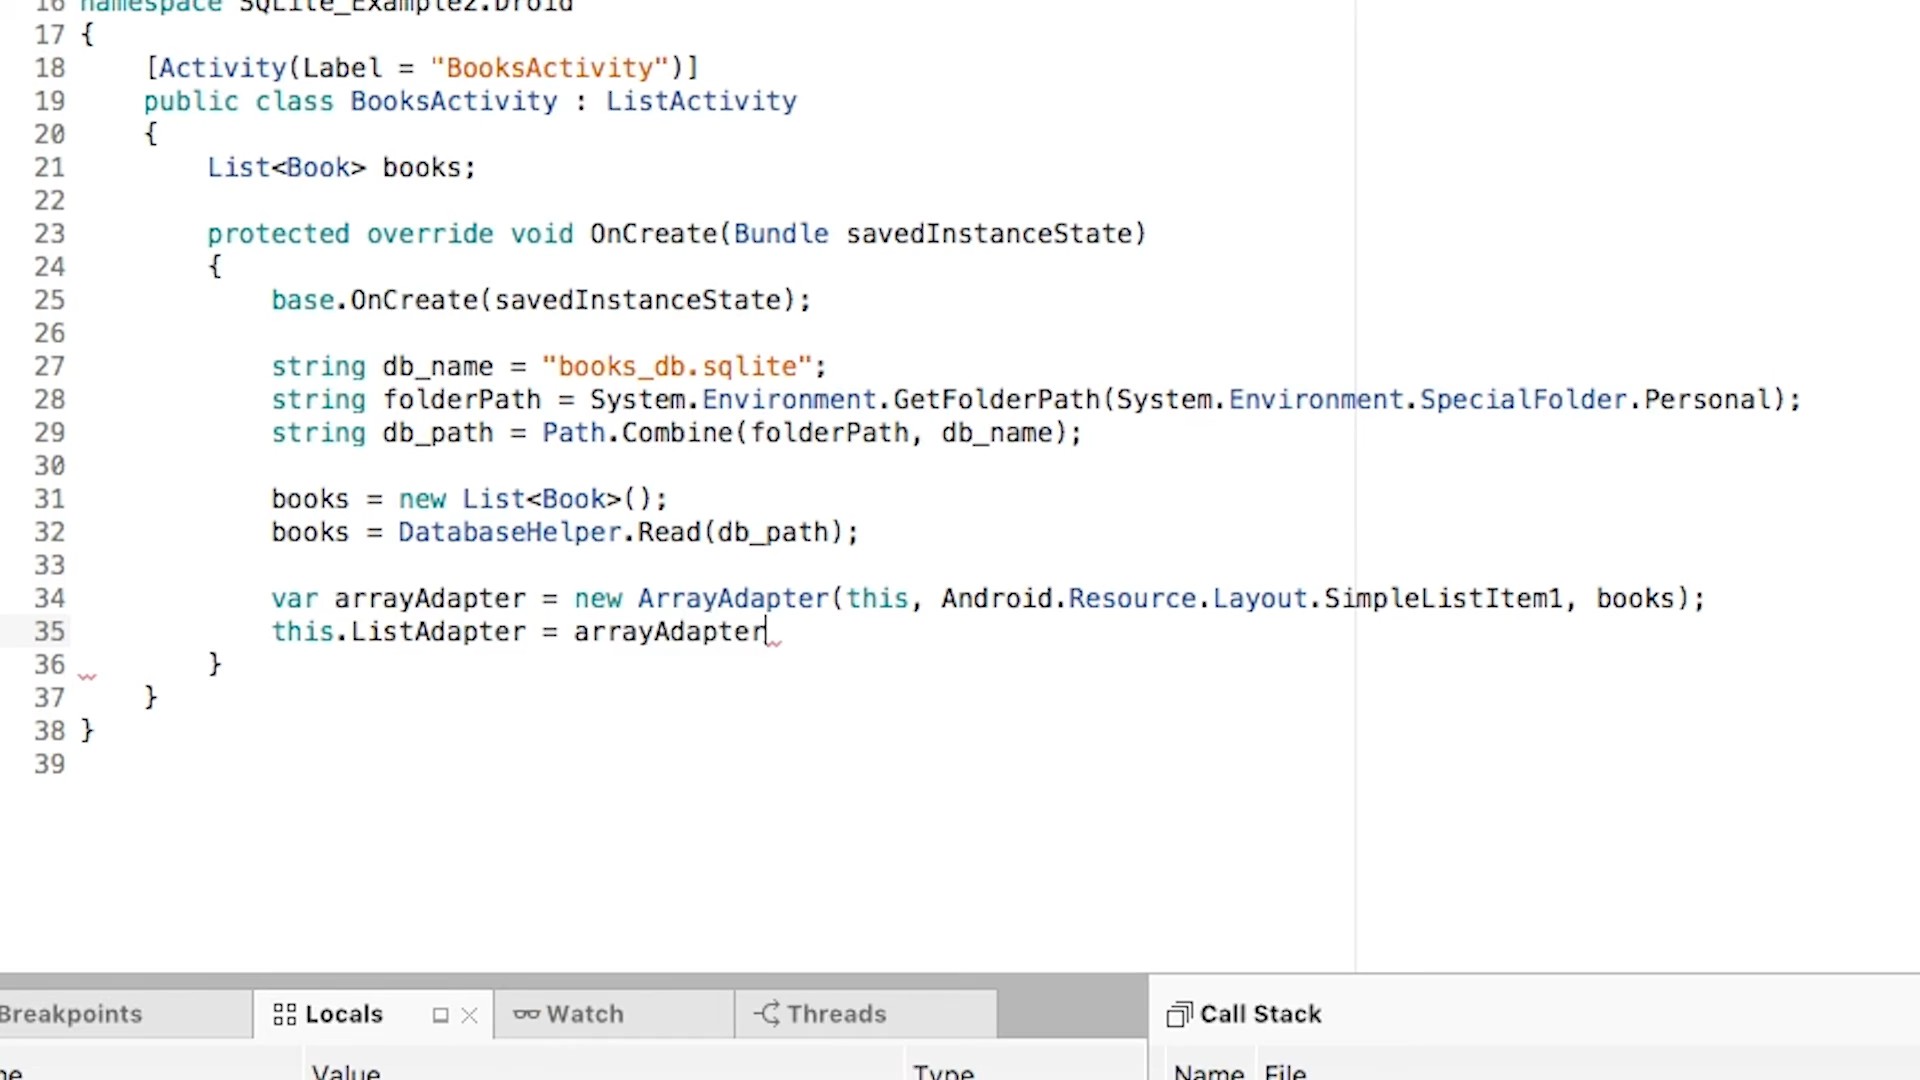 16 namespace SQLite_Example2.Droid
17 {
18 [Activity(Label = "BooksActivity")]
19 public class BooksActivity : ListActivity
20 {
21 List<Book> books;
22
23 protected override void OnCreate(Bundle savedInstanceState)
24 {
25 base.OnCreate(savedInstanceState);
26
27 string db_name = "books_db.sqlite";
28 string folderPath = System.Environment.GetFolderPath(System.Environment.SpecialFolder.Personal);
29 string db_path = Path.Combine(folderPath, db_name);
30
31 books = new List<Book>();
32 books = DatabaseHelper.Read(db_path);
33
34 var arrayAdapter = new ArrayAdapter(this, Android.Resource.Layout.SimpleListItem1, books);
35 this.ListAdapter = arrayAdapter
36 }
37 }
38 }
39
Breakpoints Locals Watch Threads Call Stack
Value Type Name File